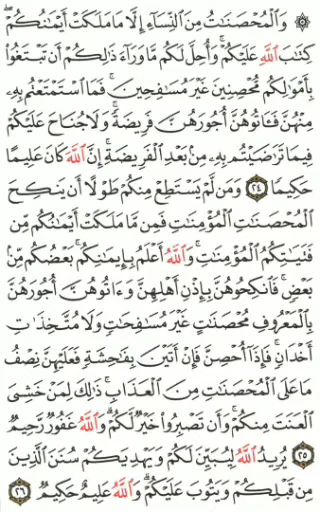 ۞ وَالْمُحْصَنَاتُ مِنَ النِّسَاءِ إِلَّا مَا مَلَكَتْ أَيْمَانُكُمْ ۖ
كِتَابَ اللَّهِ عَلَيْكُمْ ۚ وَأُحِلَّ لَكُم مَّا وَرَاءَ ذَٰلِكُمْ أَن تَبْتَغُوا
بِأَمْوَالِكُم مُّحْصِنِينَ غَيْرَ مُسَافِحِينَ ۚ فَمَا اسْتَمْتَعْتُم بِهِ
مِنْهُنَّ فَآتُوهُنَّ أُجُورَهُنَّ فَرِيضَةً ۚ وَلَا جُنَاحَ عَلَيْكُمْ
فِيمَا تَرَاضَيْتُم بِهِ مِن بَعْدِ الْفَرِيضَةِ ۚ إِنَّ اللَّهَ كَانَ عَلِيمًا
حَكِيمًا ﴿٢٤﴾ وَمَن لَّمْ يَسْتَطِعْ مِنكُمْ طَوْلًا أَن يَنكِحَ
الْمُحْصَنَاتِ الْمُؤْمِنَاتِ فَمِن مَّا مَلَكَتْ أَيْمَانُكُم مِّن
فَتَيَاتِكُمُ الْمُؤْمِنَاتِ ۚ وَاللَّهُ أَعْلَمُ بِإِيمَانِكُم ۚ بَعْضُكُم مِّن
بَعْضٍ ۚ فَانكِحُوهُنَّ بِإِذْنِ أَهْلِهِنَّ وَآتُوهُنَّ أُجُورَهُنَّ
بِالْمَعْرُوفِ مُحْصَنَاتٍ غَيْرَ مُسَافِحَاتٍ وَلَا مُتَّخِذَاتِ
أَخْدَانٍ ۚ فَإِذَا أُحْصِنَّ فَإِنْ أَتَيْنَ بِفَاحِشَةٍ فَعَلَيْهِنَّ نِصْفُ
مَا عَلَى الْمُحْصَنَاتِ مِنَ الْعَذَابِ ۚ ذَٰلِكَ لِمَنْ خَشِيَ
الْعَنَتَ مِنكُمْ ۚ وَأَن تَصْبِرُوا خَيْرٌ لَّكُمْ ۗ وَاللَّهُ غَفُورٌ رَّحِيمٌ
﴿٢٥﴾ يُرِيدُ اللَّهُ لِيُبَيِّنَ لَكُمْ وَيَهْدِيَكُمْ سُنَنَ الَّذِينَ
مِن قَبْلِكُمْ وَيَتُوبَ عَلَيْكُمْ ۗ وَاللَّهُ عَلِيمٌ حَكِيمٌ ﴿٢٦﴾